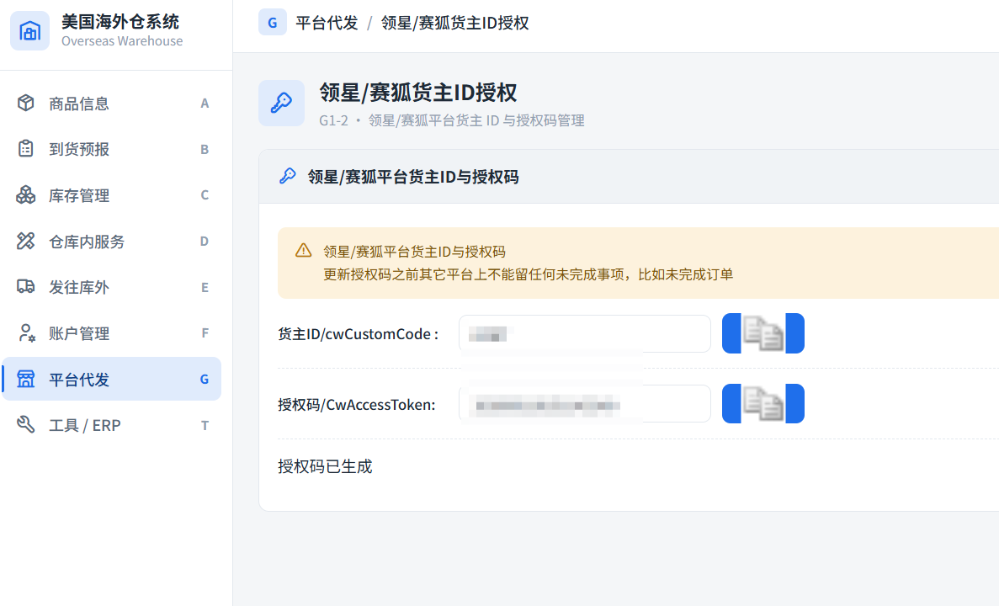 美国海外仓系统
Overseas Warehouse
商品信息 A
到货预报 B
库存管理 C
仓库内服务 D
发往库外 E
账户管理 F
平台代发 G
工具 / ERP T
G 平台代发 / 领星/赛狐货主ID授权
领星/赛狐货主ID授权
G1-2 • 领星/赛狐平台货主 ID 与授权码管理
领星/赛狐平台货主ID与授权码
领星/赛狐平台货主ID与授权码
更新授权码之前其它平台上不能留任何未完成事项，比如未完成订单
货主ID/cwCustomCode :
授权码/CwAccessToken:
授权码已生成